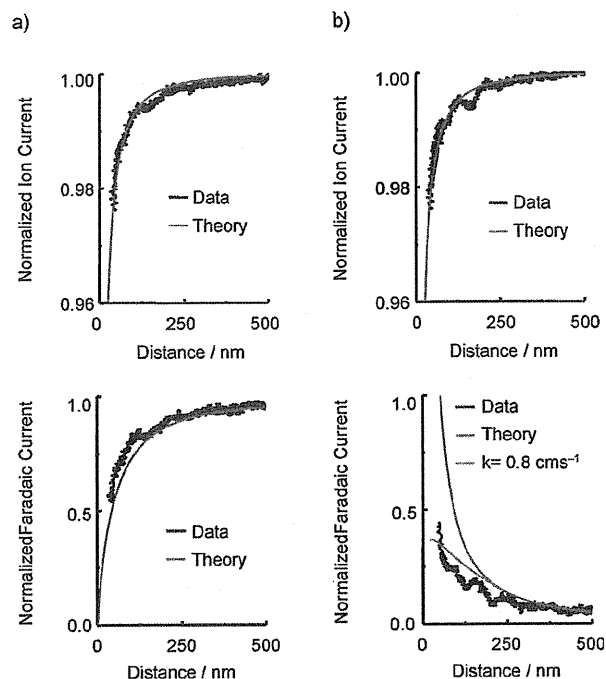 a)
b)
Normalized Ion Current
1.00
0.98
0.96
Data
Theory
0
250
500
Distance / nm
Normalized Ion Current
1.00
0.98
0.96
Data
Theory
0
250
500
Distance / nm
NormalizedFaradaic Current
1.0
0.5
0.0
Data
Theory
0
250
500
Distance / nm
NormalizedFaradaic Current
1.0
0.5
0.0
Data
Theory
k= 0.8 cms⁻¹
0
250
500
Distance / nm